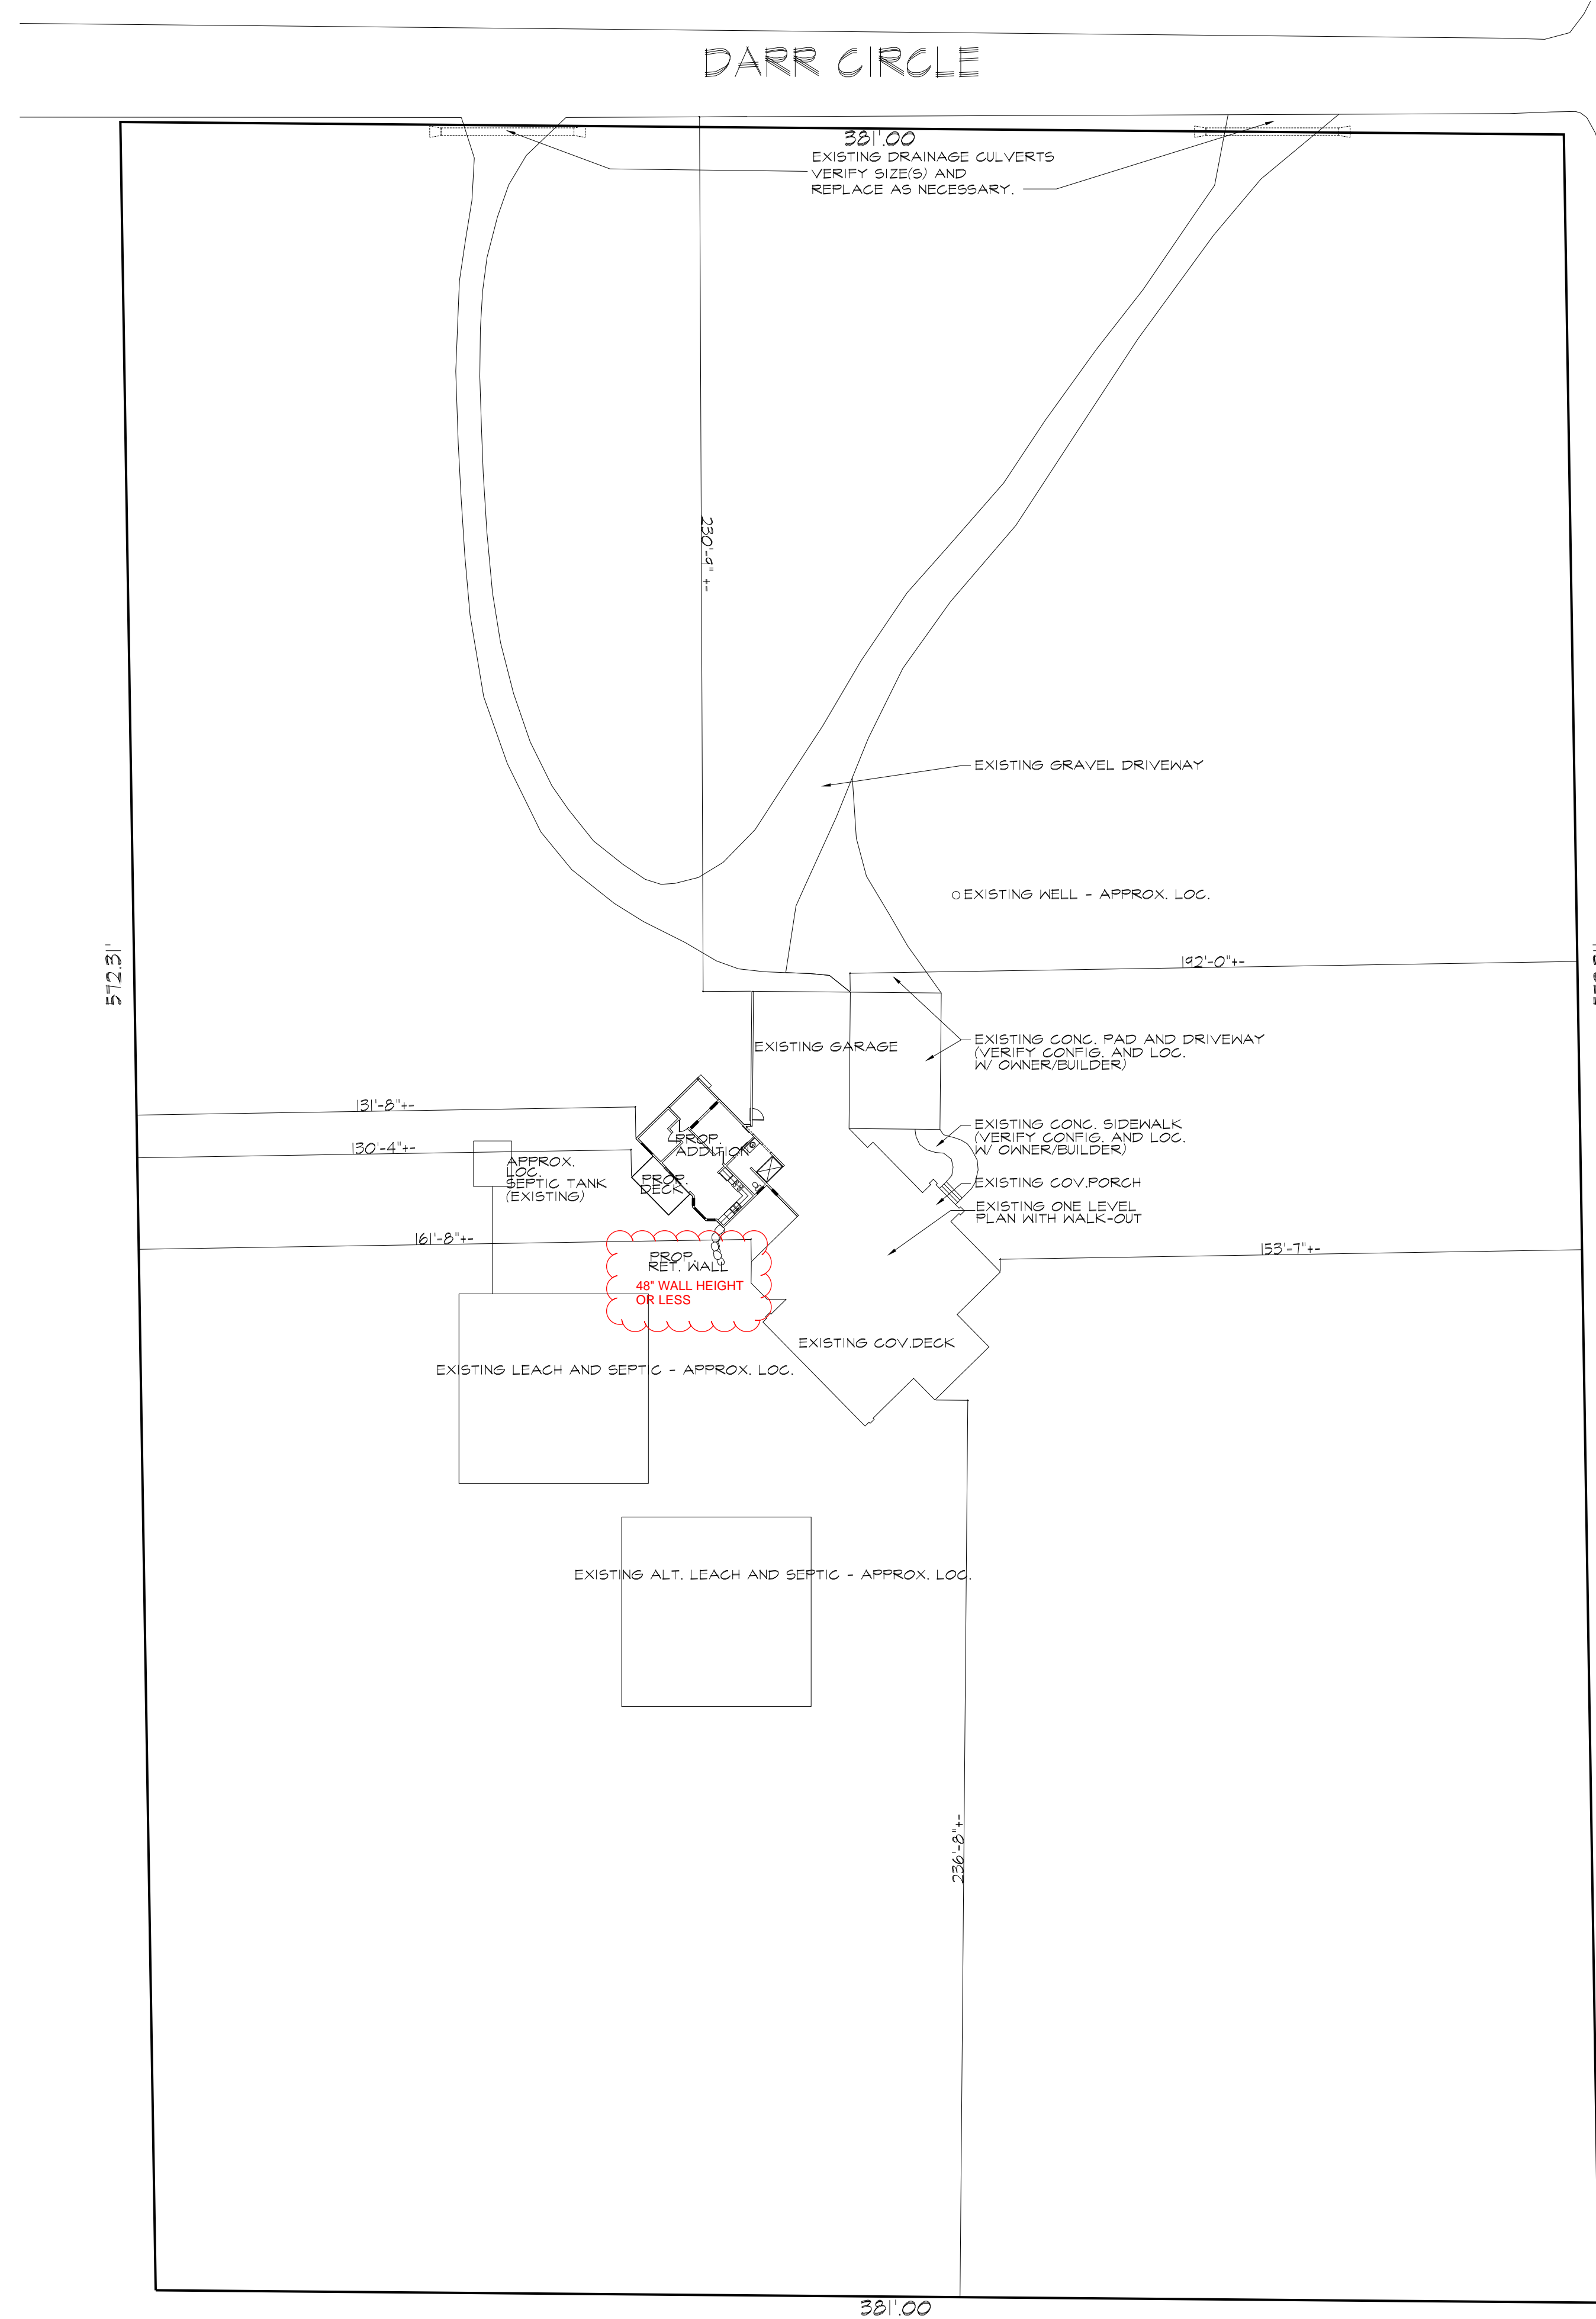 DARR CIRCLE
381'.00
EXISTING DRAINAGE CULVERTS
VERIFY SIZE(S) AND
REPLACE AS NECESSARY.
230'-9" +-
EXISTING GRAVEL DRIVEWAY
EXISTING WELL - APPROX. LOC.
572.31'
192'-0"+-
EXISTING GARAGE
EXISTING CONC. PAD AND DRIVEWAY
(VERIFY CONFIG. AND LOC.
W/ OWNER/BUILDER)
131'-8"+-
EXISTING CONC. SIDEWALK
(VERIFY CONFIG. AND LOC.
W/ OWNER/BUILDER)
PROP.
ADDITION
130'-4"+-
APPROX.
LOC.
SEPTIC TANK
(EXISTING)
PROP.
DECK
EXISTING COV.PORCH
EXISTING ONE LEVEL
PLAN WITH WALK-OUT
161'-8"+-
153'-7"+-
PROP.
RET. WALL
48" WALL HEIGHT
OR LESS
EXISTING COV.DECK
EXISTING LEACH AND SEPTIC - APPROX. LOC.
EXISTING ALT. LEACH AND SEPTIC - APPROX. LOC.
236'-8"+-
381'.00